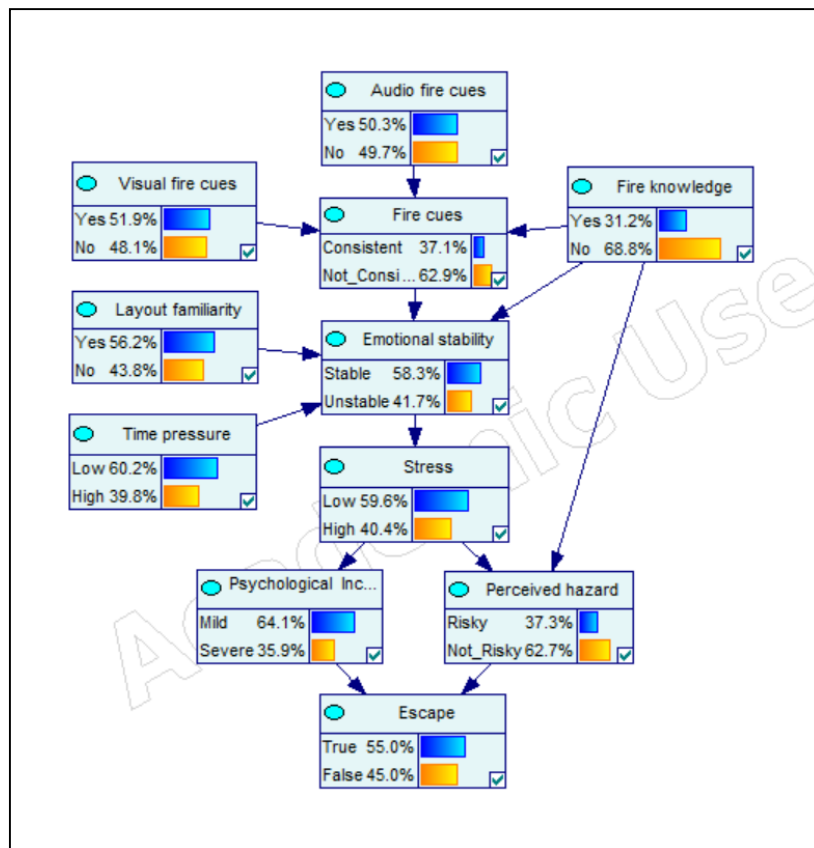 Audio fire cues
Yes 50.3%
No 49.7%
Visual fire cues
Yes 51.9%
No 48.1%
Fire knowledge
Yes 31.2%
No 68.8%
Fire cues
Consistent 37.1%
Not_Consi... 62.9%
Layout familiarity
Yes 56.2%
No 43.8%
Emotional stability
Stable 58.3%
Unstable 41.7%
Time pressure
Low 60.2%
High 39.8%
Stress
Low 59.6%
High 40.4%
Psychological Inc...
Mild 64.1%
Severe 35.9%
Perceived hazard
Risky 37.3%
Not_Risky 62.7%
Escape
True 55.0%
False 45.0%
Academic Use